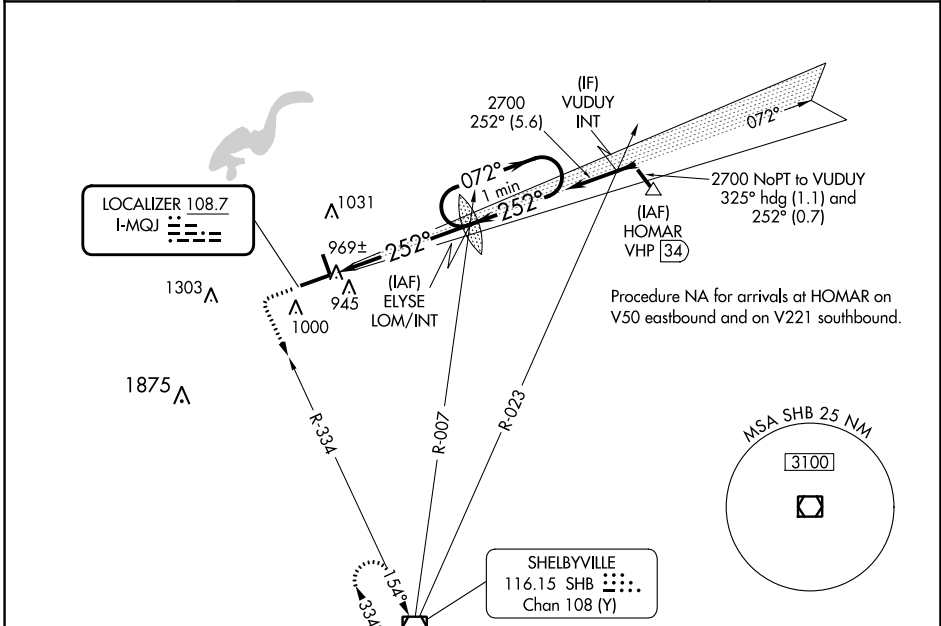 (IF)
VUDUY
INT
2700
252° (5.6)
072°
072°
1 min
252°
2700 NoPT to VUDUY
325° hdg (1.1) and
252° (0.7)
(IAF)
HOMAR
VHP 34
LOCALIZER 108.7
I-MQJ
1031
969±
252°
(IAF)
ELYSE
LOM/INT
945
1303
1000
Procedure NA for arrivals at HOMAR on
V50 eastbound and on V221 southbound.
1875
R-334
R-007
R-023
MSA SHB 25 NM
3100
SHELBYVILLE
116.15 SHB
Chan 108 (Y)
154°
334°